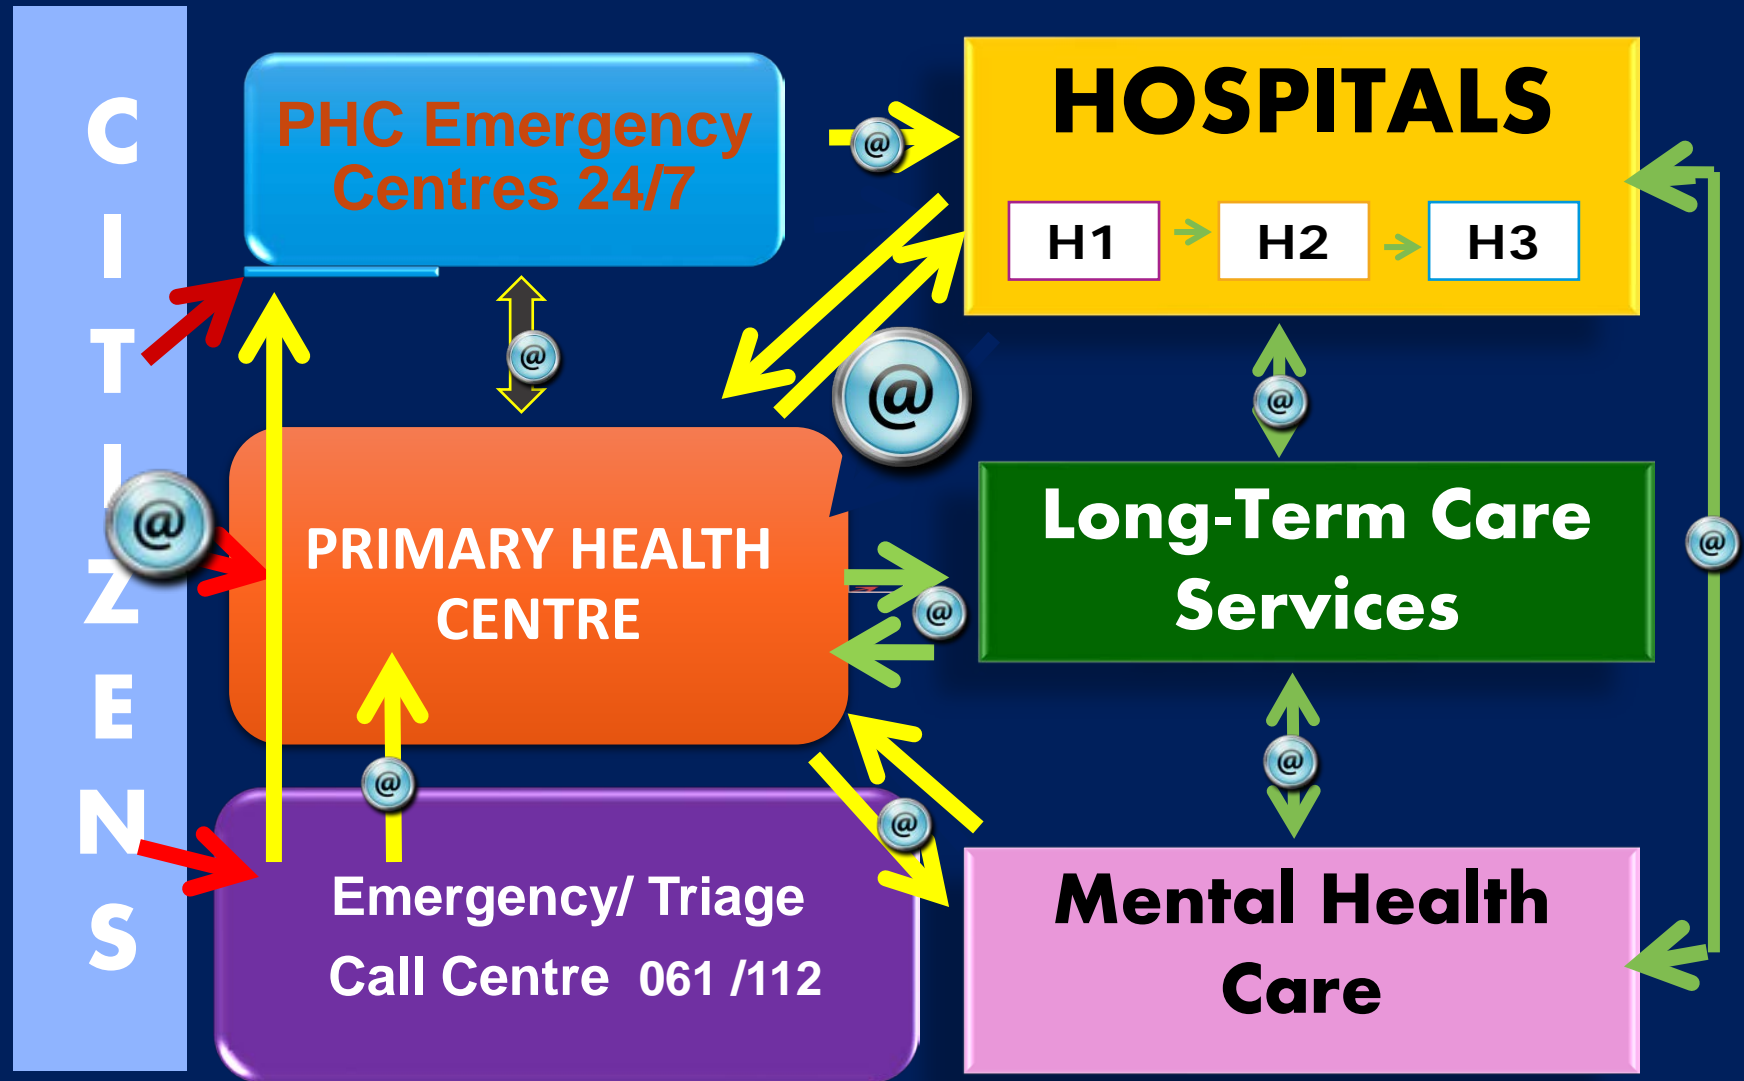 CITIZENS
PHC Emergency
Centres 24/7
@
HOSPITALS
H1
H2
H3
@
@
@
@
PRIMARY HEALTH
CENTRE
@
Long-Term Care
Services
@
@
@
@
@
Emergency/ Triage
Call Centre 061 /112
Mental Health
Care